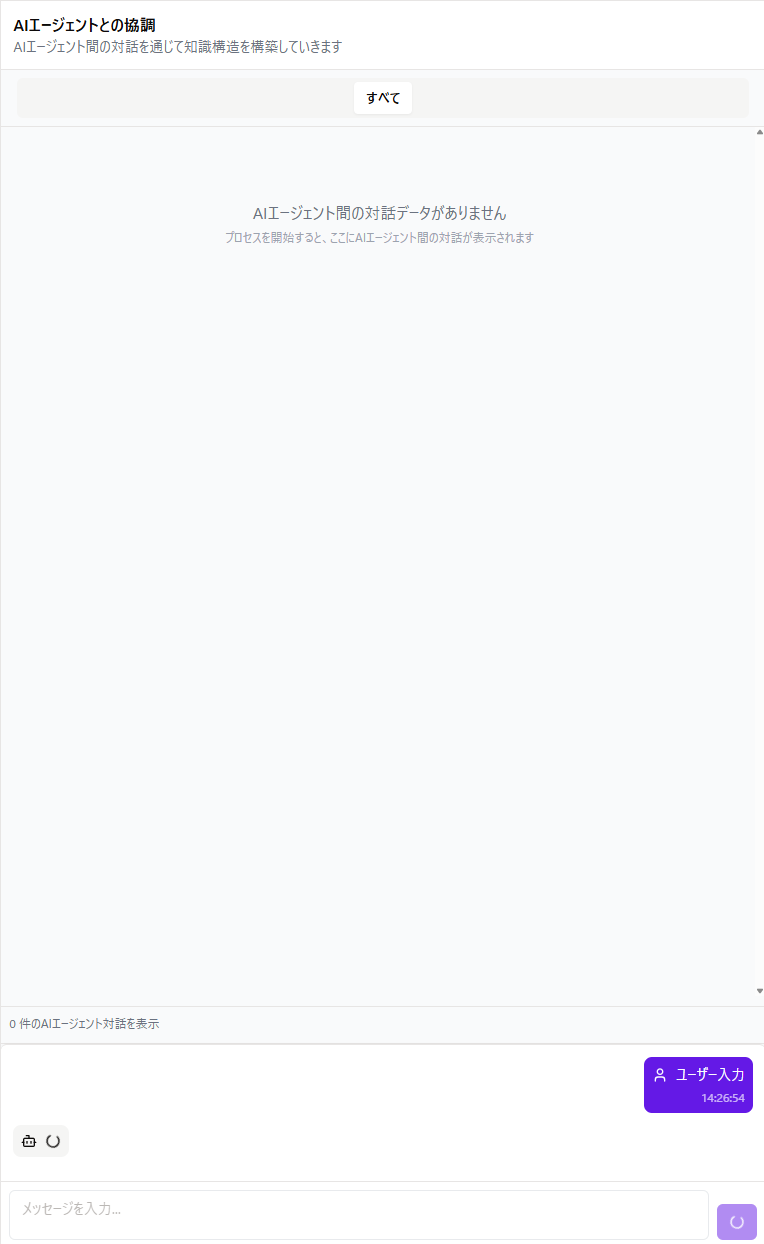 AIエージェントとの協調
AIエージェント間の対話を通じて知識構造を構築していきます
すべて
AIエージェント間の対話データがありません
プロセスを開始すると、ここにAIエージェント間の対話が表示されます
0 件のAIエージェント対話を表示
ユーザー入力
14:26:54
メッセージを入力...